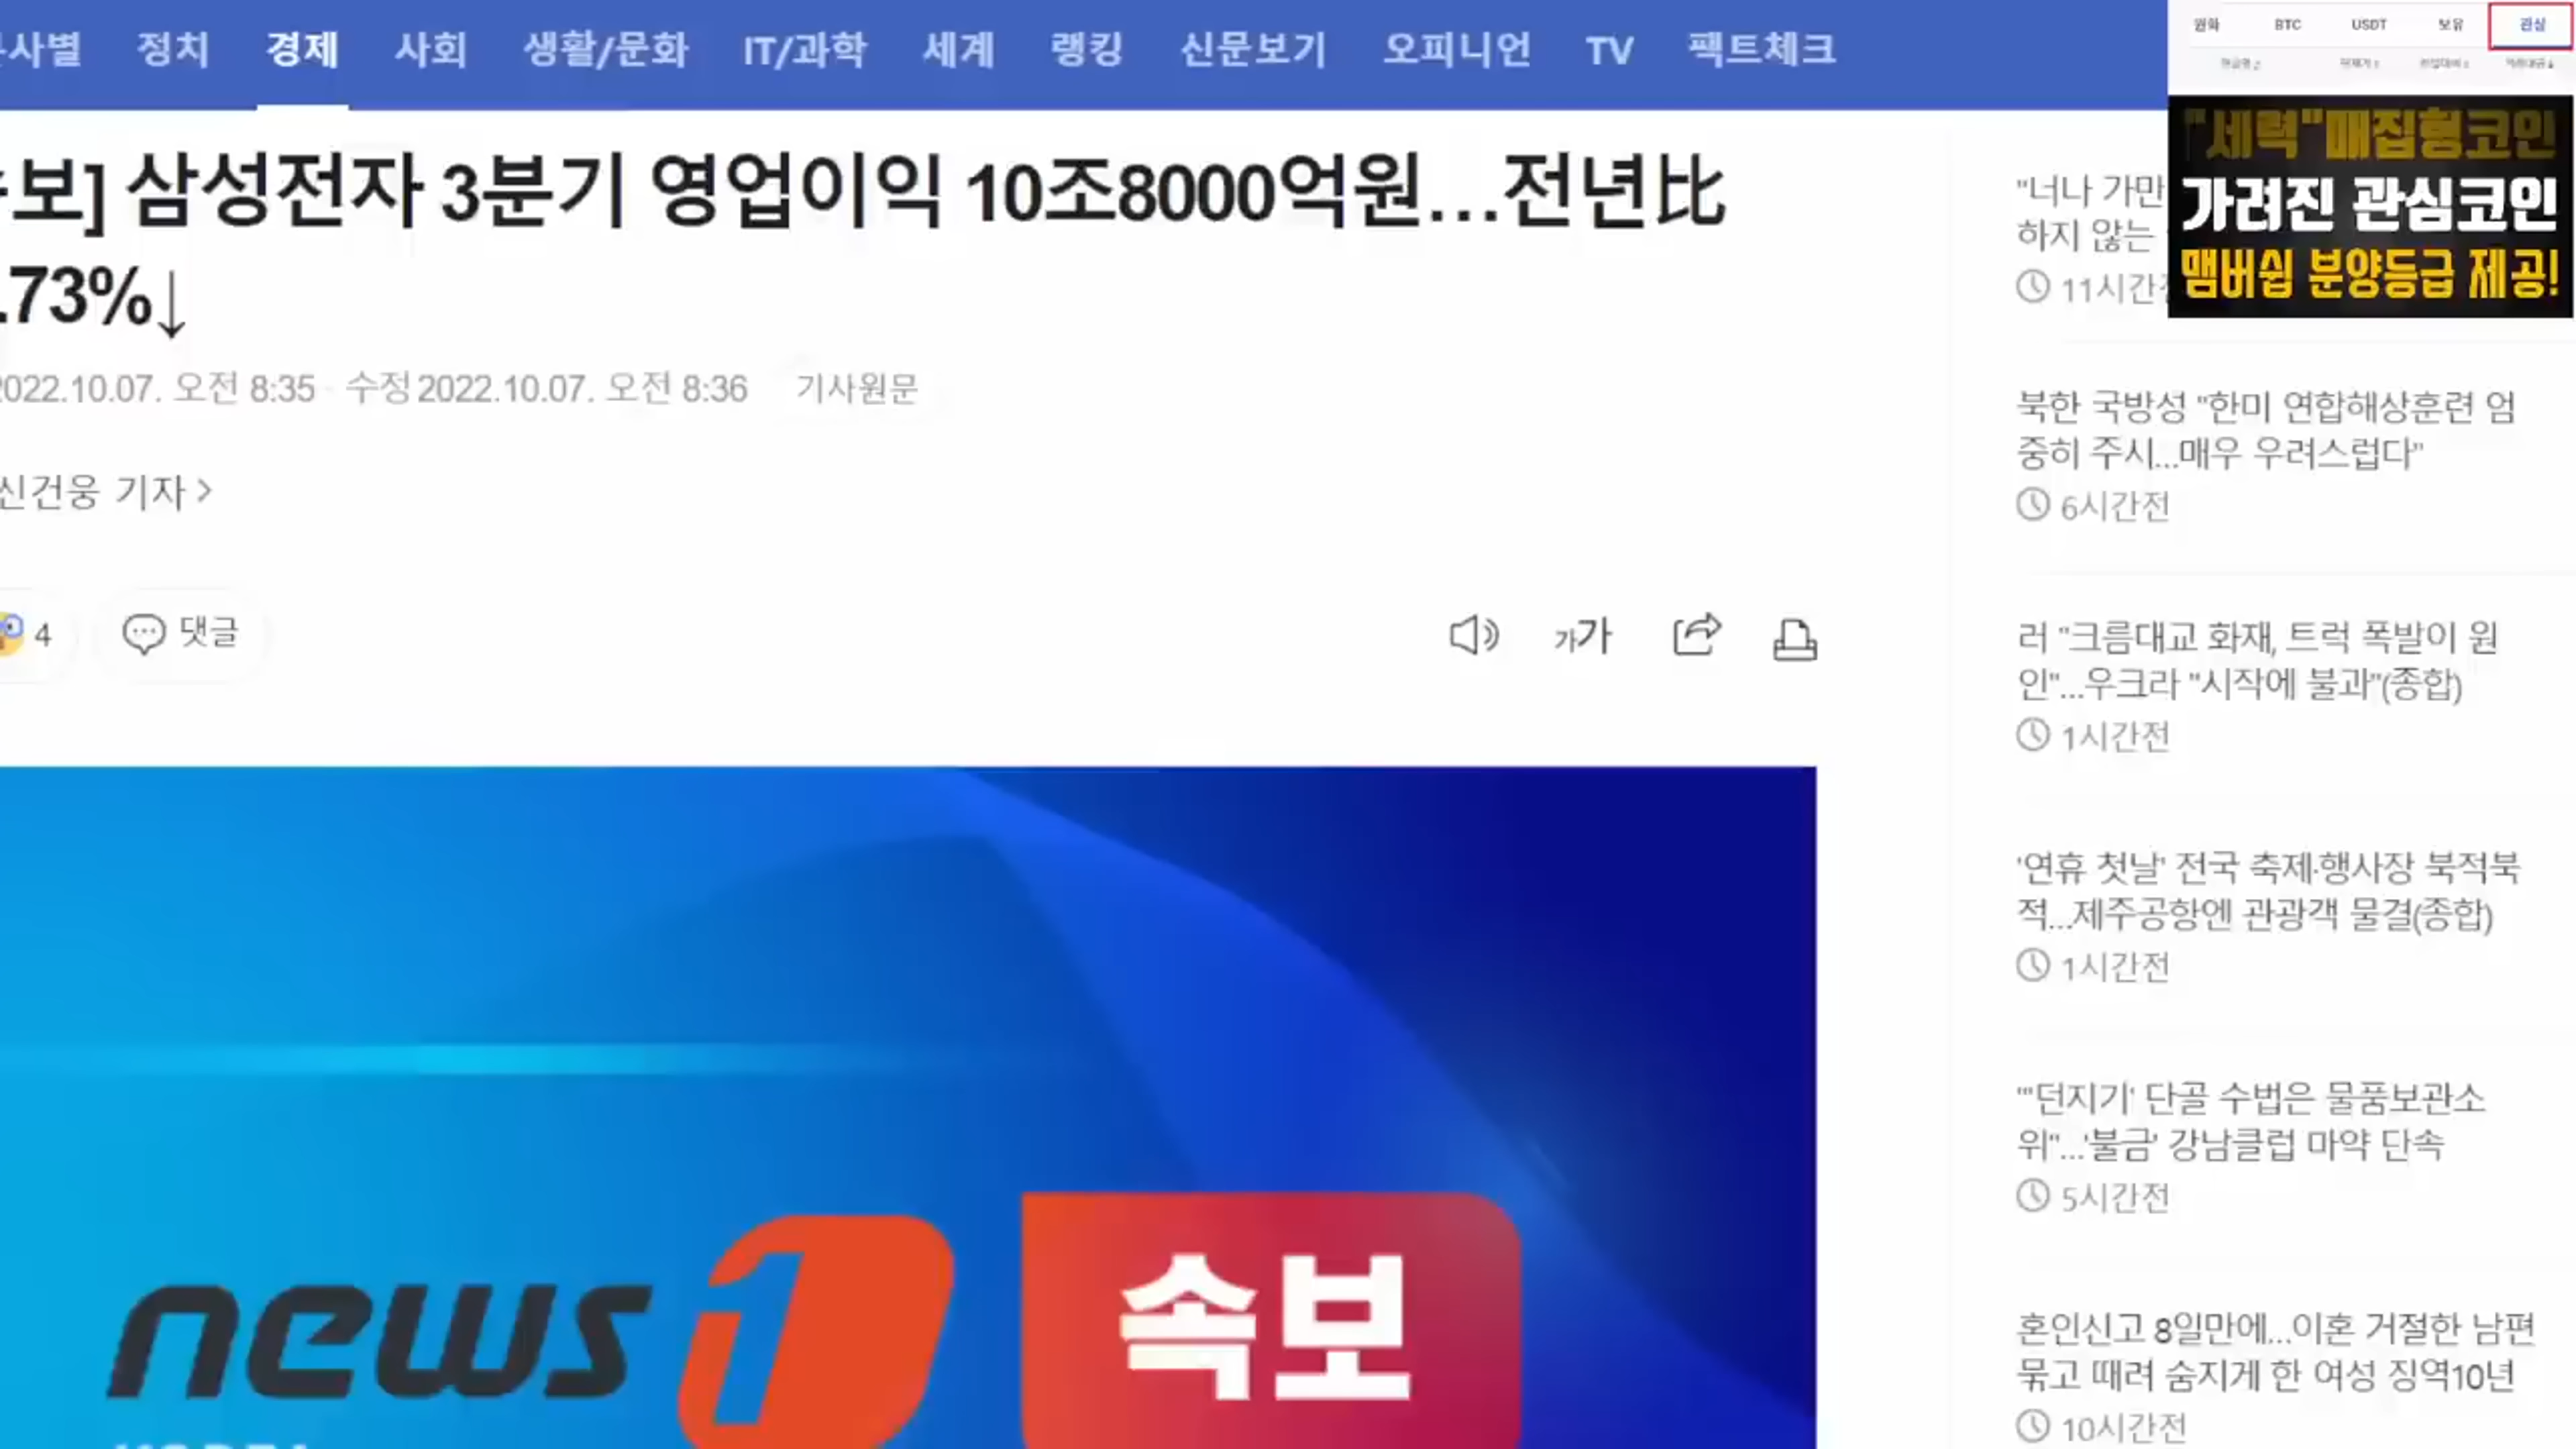 사별 정치 경제 사회 생활/문화 IT/과학 세계 랭킹 신문보기 오피니언 TV 팩트체크
원화 BTC USDT 보유 관심
"세력"매집형코인
가려진 관심코인
맴버쉽 분양등급 제공!
보] 삼성전자 3분기 영업이익 10조8000억원...전년比
.73%↓
2022.10.07. 오전 8:35 · 수정 2022.10.07. 오전 8:36 기사원문
신건웅 기자 >
4 댓글
가가
news1
속보
"너나 가만
하지 않는
11시간
북한 국방성 "한미 연합해상훈련 엄
중히 주시...매우 우려스럽다"
6시간전
러 "크름대교 화재, 트럭 폭발이 원
인"...우크라 "시작에 불과"(종합)
1시간전
'연휴 첫날' 전국 축제·행사장 북적북
적...제주공항엔 관광객 물결(종합)
1시간전
"'던지기' 단골 수법은 물품보관소
위"...'불금' 강남클럽 마약 단속
5시간전
혼인신고 8일만에...이혼 거절한 남편
묶고 때려 숨지게 한 여성 징역10년
10시간전